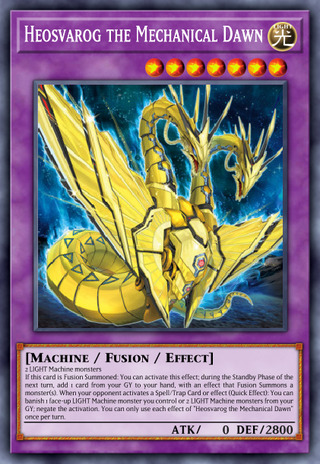 Heosvarog the Mechanical Dawn
LIGHT
光
[Machine / Fusion / Effect]
2 LIGHT Machine monsters
If this card is Fusion Summoned: You can activate this effect; during the Standby Phase of the
next turn, add 1 card from your GY to your hand, with an effect that Fusion Summons a
monster(s). When your opponent activates a Spell/Trap Card or effect (Quick Effect): You can
banish 1 face-up LIGHT Machine monster you control or 2 LIGHT Machine monsters from your
GY; negate the activation. You can only use each effect of "Heosvarog the Mechanical Dawn"
once per turn.
ATK/ 0 DEF/2800